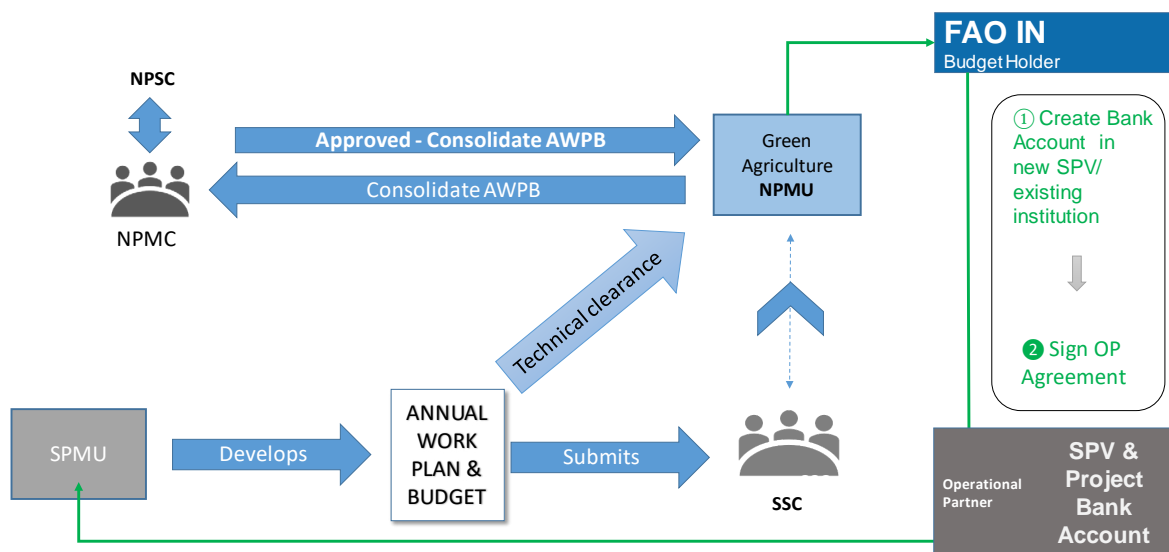 FAO IN
Budget Holder
NPSC
Approved - Consolidate AWPB
Consolidate AWPB
NPMC
Green
Agriculture
NPMU
① Create Bank
Account in
new SPV/
existing
institution
❷ Sign OP
Agreement
Technical clearance
SPMU
Develops
ANNUAL
WORK
PLAN &
BUDGET
Submits
SSC
Operational
Partner
SPV &
Project
Bank
Account